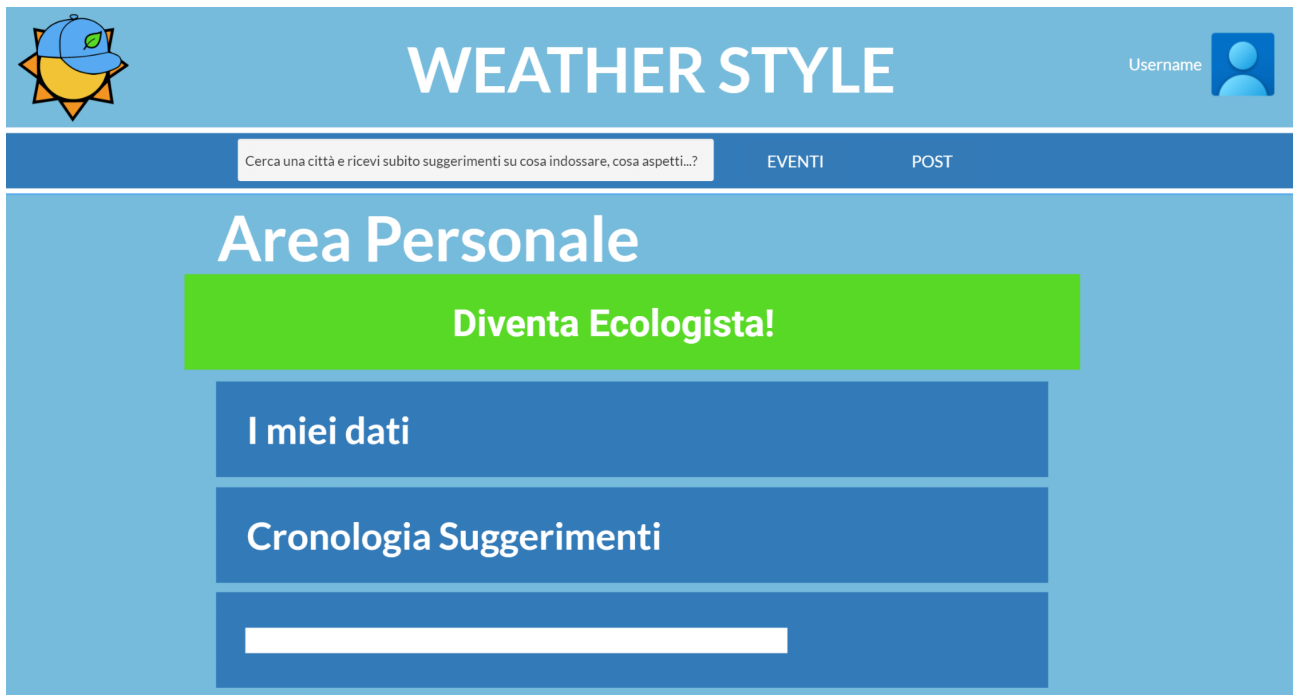 WEATHER STYLE
Username
Cerca una città e ricevi subito suggerimenti su cosa indossare, cosa aspetti...?
EVENTI
POST
Area Personale
Diventa Ecologista!
I miei dati
Cronologia Suggerimenti